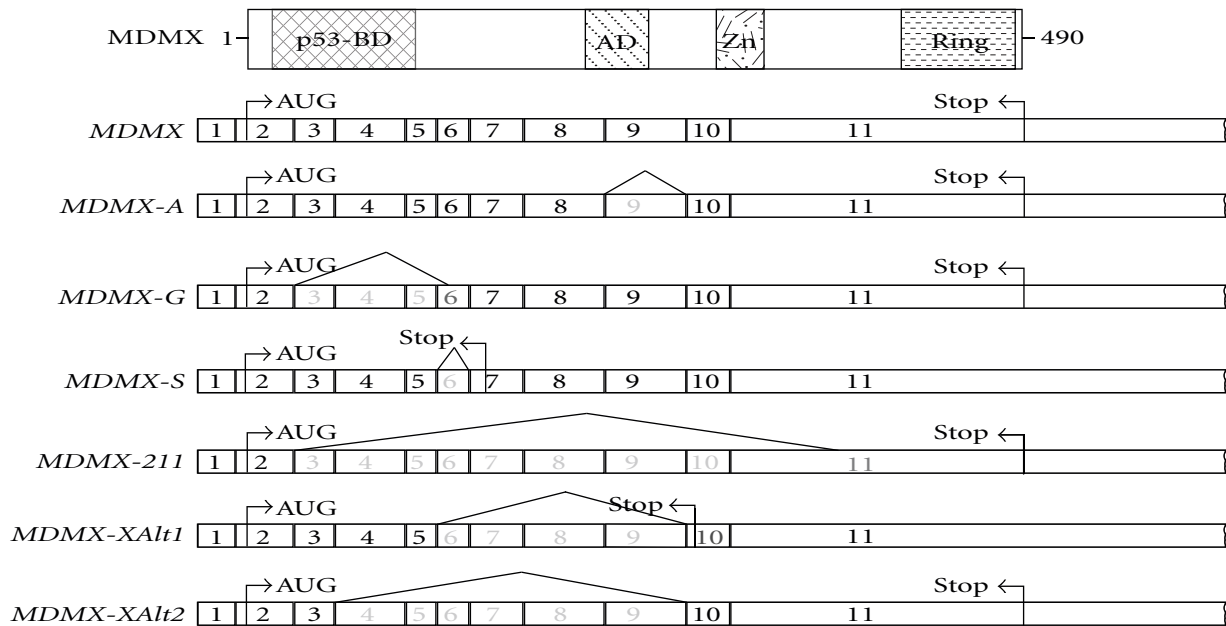 MDMX 1 p53-BD AD Zn Ring 490
AUG Stop
MDMX 1 2 3 4 5 6 7 8 9 10 11
AUG Stop
MDMX-A 1 2 3 4 5 6 7 8 9 10 11
AUG Stop
MDMX-G 1 2 3 4 5 6 7 8 9 10 11
AUG Stop
MDMX-S 1 2 3 4 5 6 7 8 9 10 11
AUG Stop
MDMX-211 1 2 3 4 5 6 7 8 9 10 11
AUG Stop
MDMX-XAlt1 1 2 3 4 5 6 7 8 9 10 11
AUG Stop
MDMX-XAlt2 1 2 3 4 5 6 7 8 9 10 11